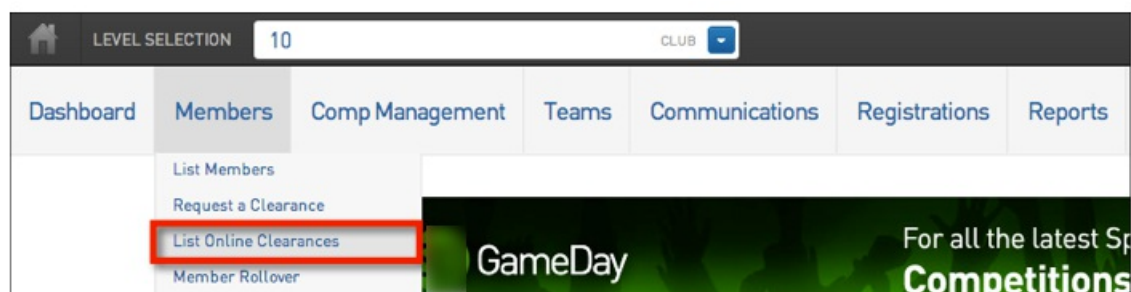 LEVEL SELECTION 10 CLUB
Dashboard Members Comp Management Teams Communications Registrations Reports
List Members
Request a Clearance
List Online Clearances
Member Rollover
GameDay
For all the latest
Competitions